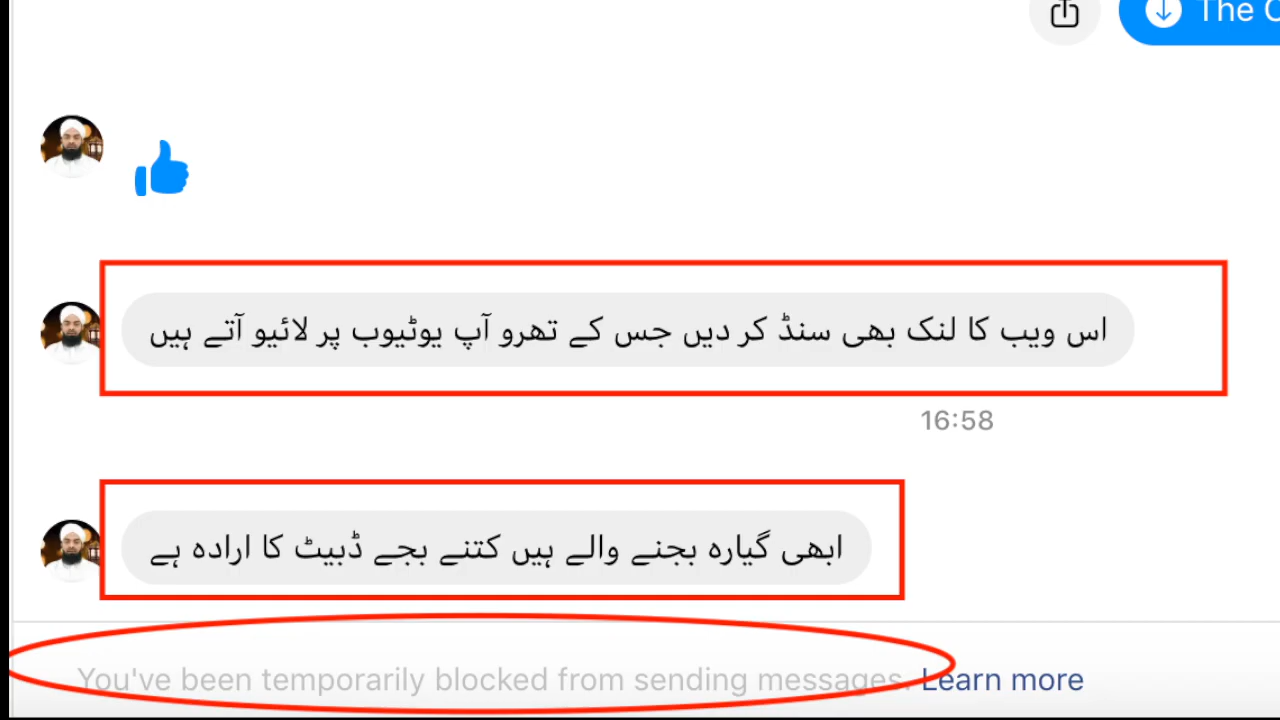 The
اس ویب کا لنک بھی سنڈ کر دیں جس کے تھرو آپ یوٹیوب پر لائیو آتے ہیں
16:58
ابھی گیارہ بجنے والے ہیں کتنے بجے ڈبیٹ کا ارادہ ہے
You've been temporarily blocked from sending messages. Learn more